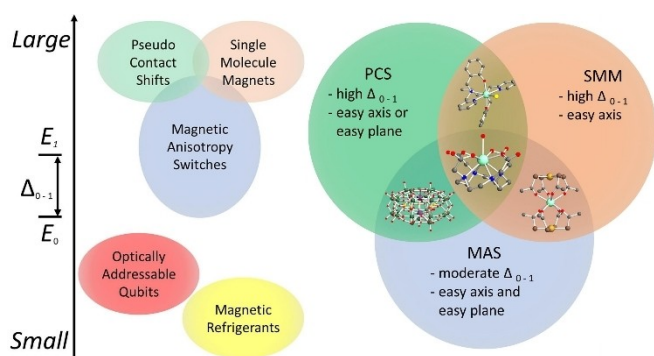 Large
E₁
Δ₀₋₁
E₀
Small
Pseudo
Contact
Shifts
Single
Molecule
Magnets
Magnetic
Anisotropy
Switches
Optically
Addressable
Qubits
Magnetic
Refrigerants
PCS
- high Δ₀₋₁
- easy axis or
easy plane
SMM
- high Δ₀₋₁
- easy axis
MAS
- moderate Δ₀₋₁
- easy axis and
easy plane